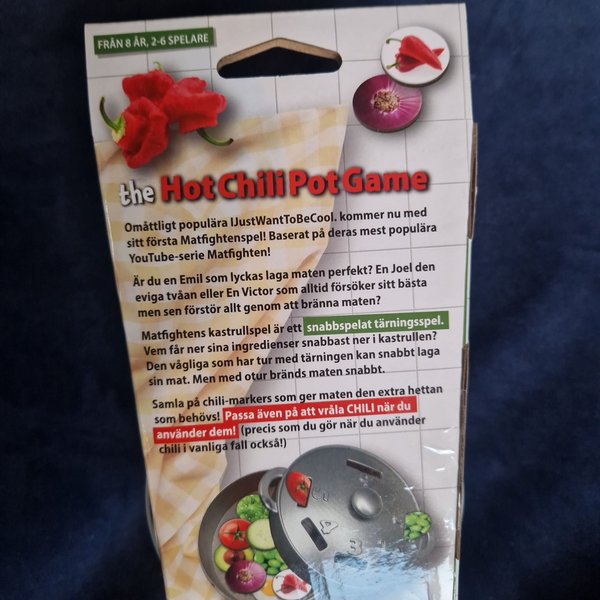 FRÅN 8 ÅR, 2-6 SPELARE
the Hot Chili Pot Game
Omåttligt populära IJustWantToBeCool. kommer nu med
sitt första Matfightenspel! Baserat på deras mest populära
YouTube-serie Matfighten!
Är du en Emil som lyckas laga maten perfekt? En Joel den
eviga tvåan eller En Victor som alltid försöker sitt bästa
men sen förstör allt genom att bränna maten?
Matfightens kastrullspel är ett snabbspelat tärningsspel.
Vem får ner sina ingredienser snabbast ner i kastrullen?
Den vågliga som har tur med tärningen kan snabbt laga
sin mat. Men med otur bränds maten snabbt.
Samla på chili-markers som ger maten den extra hettan
som behövs! Passa även på att vråla CHILI när du
använder dem! (precis som du gör när du använder
chili i vanliga fall också!)
4
3